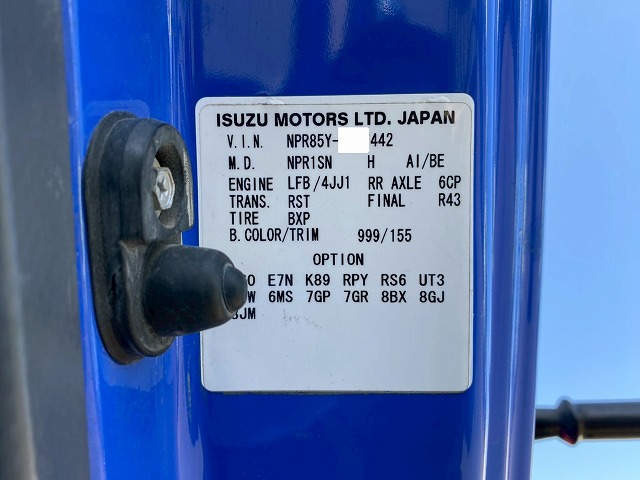 ISUZU MOTORS LTD. JAPAN
V.I.N. NPR85Y- 442
M.D. NPR1SN H AI/BE
ENGINE LFB/4JJ1 RR AXLE 6CP
TRANS. RST FINAL R43
TIRE BXP
B.COLOR/TRIM 999/155
OPTION
E7N K89 RPY RS6 UT3
6MS 7GP 7GR 8BX 8GJ